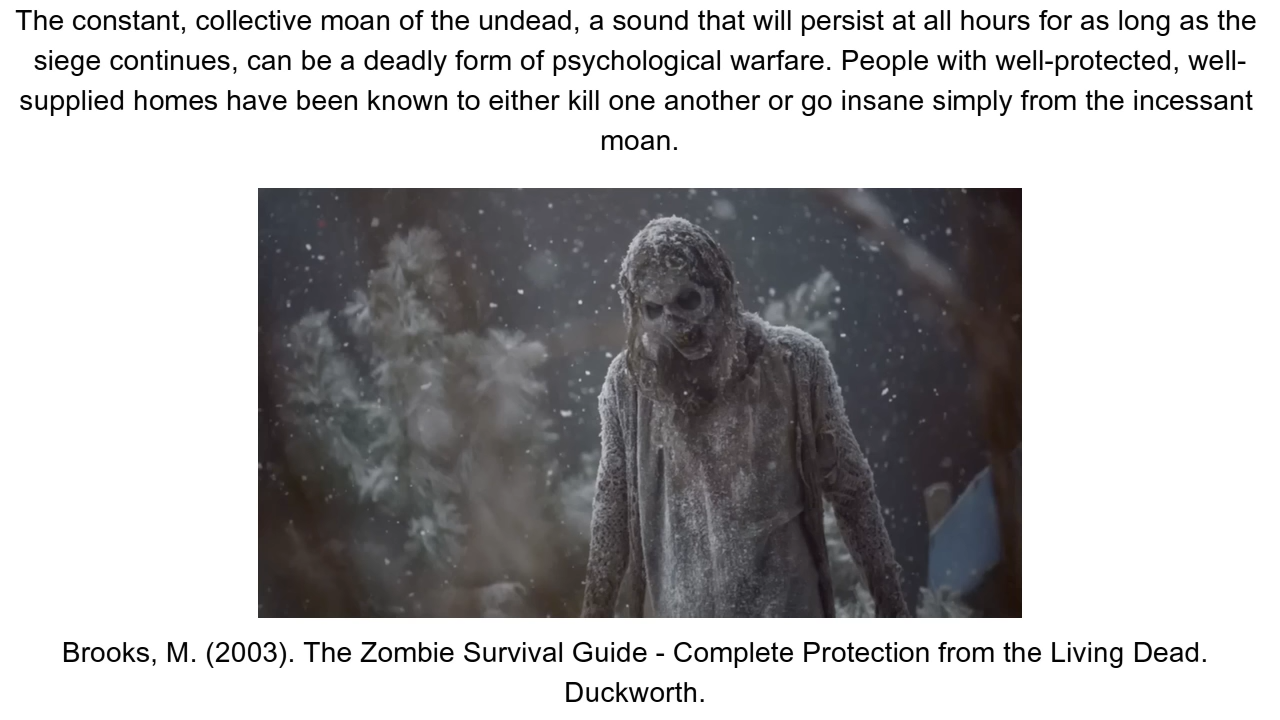 The constant, collective moan of the undead, a sound that will persist at all hours for as long as the
siege continues, can be a deadly form of psychological warfare. People with well-protected, well-
supplied homes have been known to either kill one another or go insane simply from the incessant
moan.
Brooks, M. (2003). The Zombie Survival Guide - Complete Protection from the Living Dead.
Duckworth.